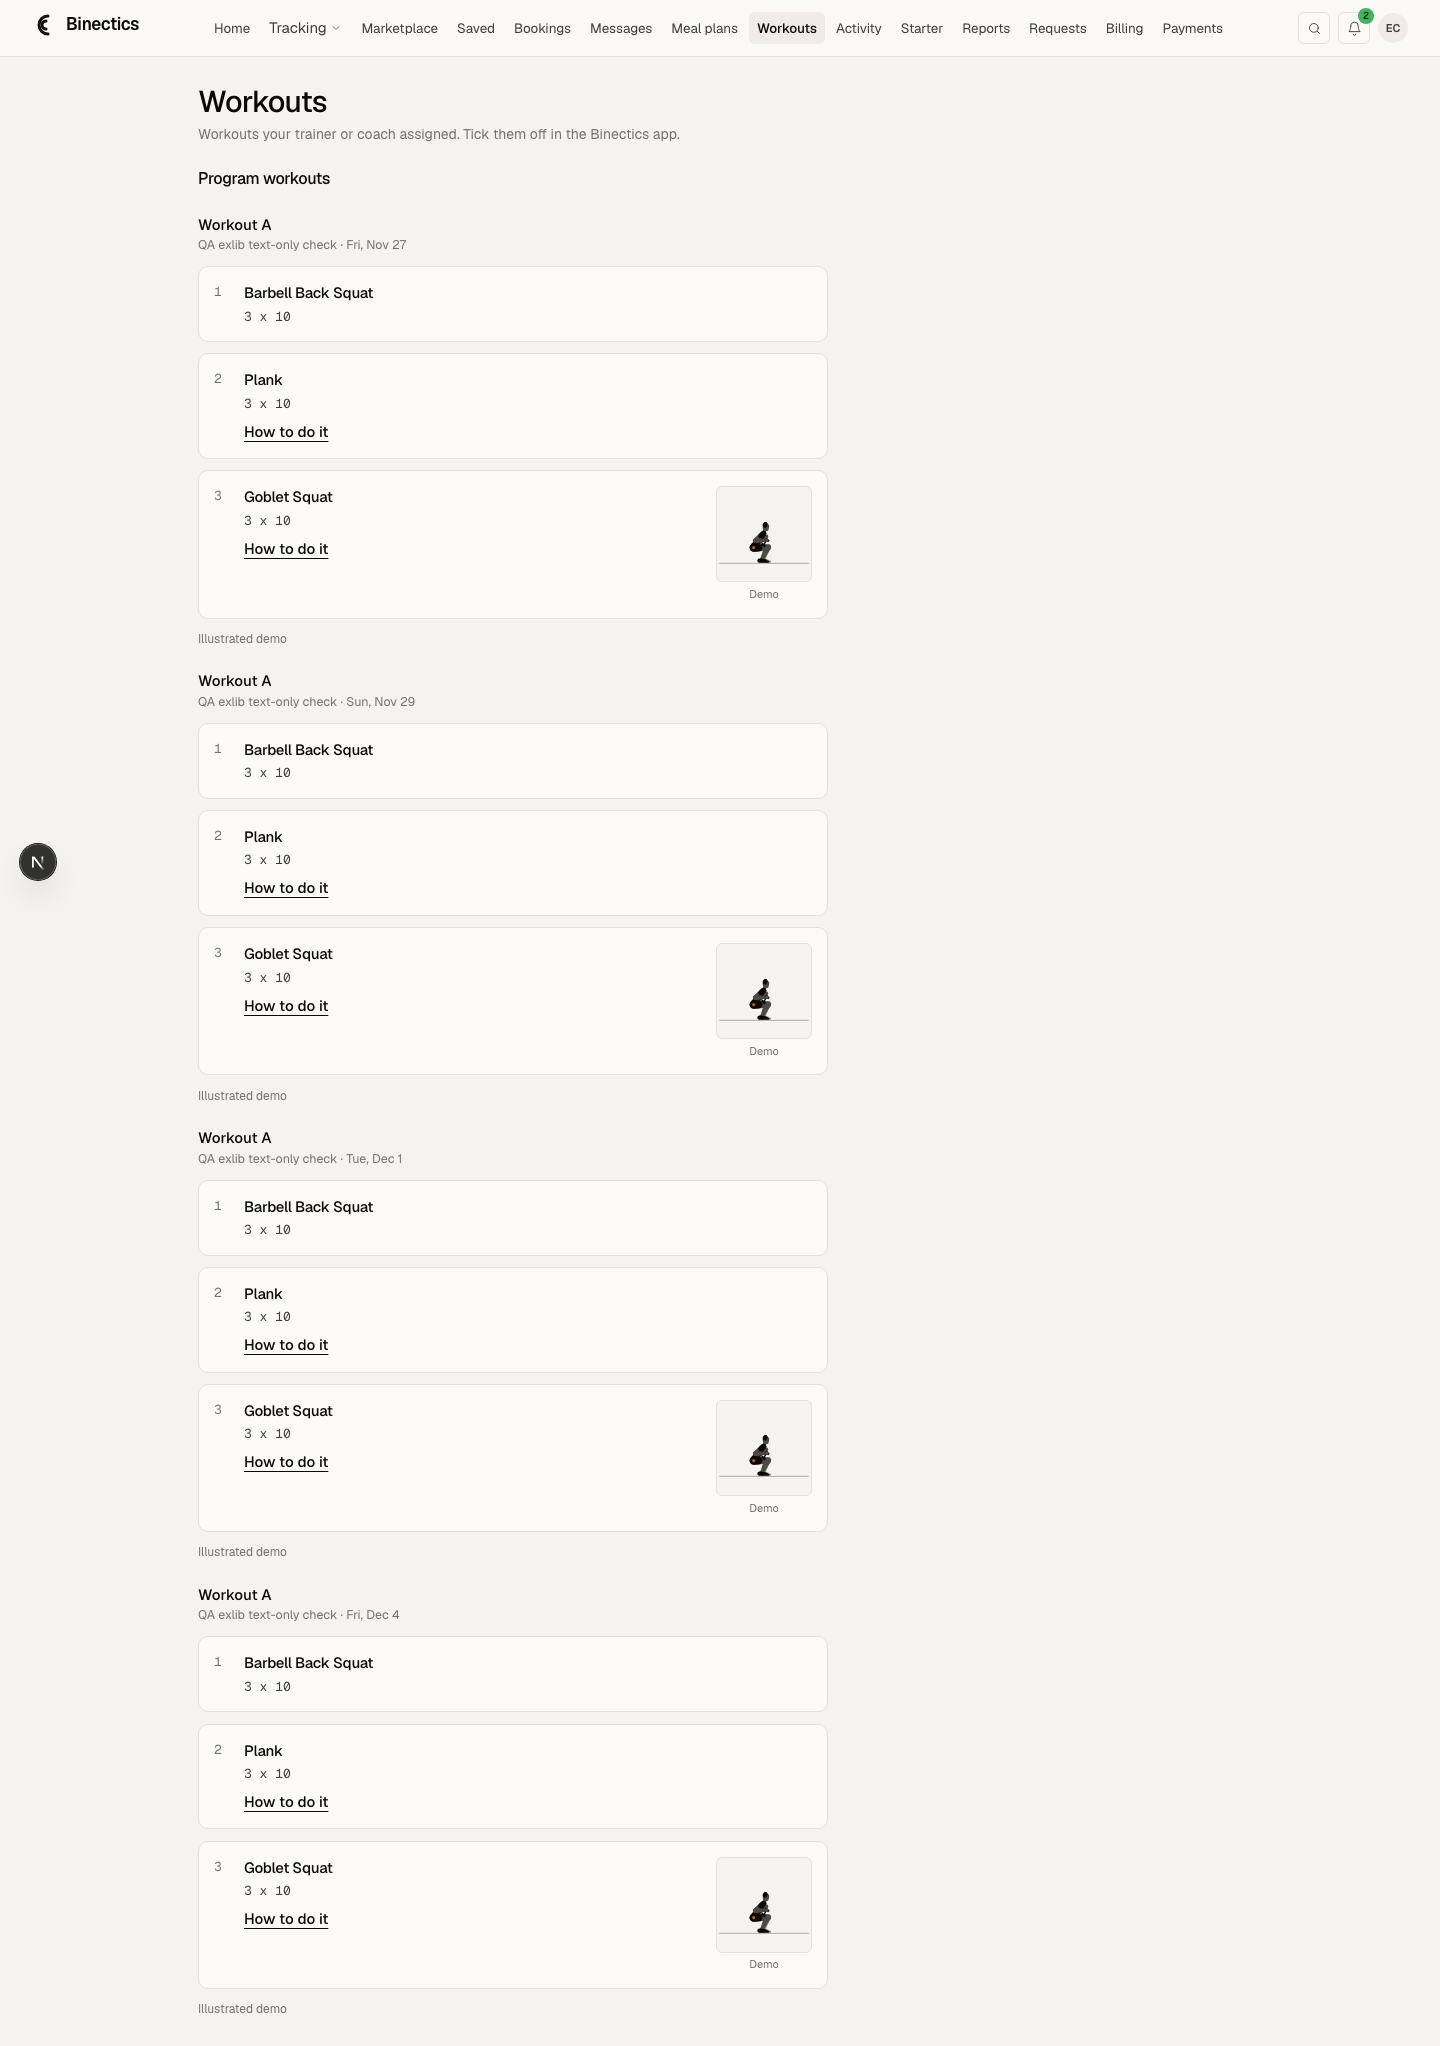 Binectics
Home Tracking Marketplace Saved Bookings Messages Meal plans Workouts Activity Starter Reports Requests Billing Payments 2 EC
Workouts
Workouts your trainer or coach assigned. Tick them off in the Binectics app.
Program workouts
Workout A
QA exlib text-only check · Fri, Nov 27
1 Barbell Back Squat
3 x 10
2 Plank
3 x 10
How to do it
3 Goblet Squat
3 x 10
How to do it
Demo
Illustrated demo
Workout A
QA exlib text-only check · Sun, Nov 29
1 Barbell Back Squat
3 x 10
2 Plank
3 x 10
N
How to do it
3 Goblet Squat
3 x 10
How to do it
Demo
Illustrated demo
Workout A
QA exlib text-only check · Tue, Dec 1
1 Barbell Back Squat
3 x 10
2 Plank
3 x 10
How to do it
3 Goblet Squat
3 x 10
How to do it
Demo
Illustrated demo
Workout A
QA exlib text-only check · Fri, Dec 4
1 Barbell Back Squat
3 x 10
2 Plank
3 x 10
How to do it
3 Goblet Squat
3 x 10
How to do it
Demo
Illustrated demo